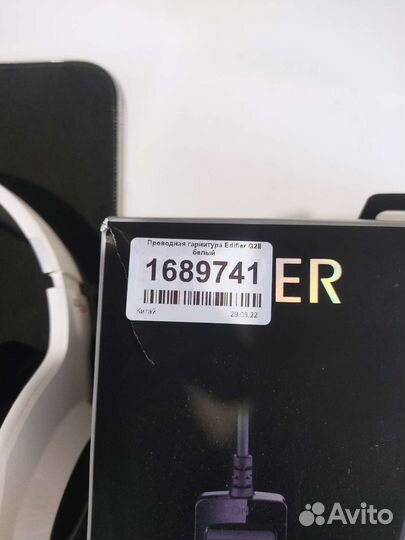 Проводная гарнитура Edifier G2II
белый
1689741
Китай
29.09.22
ER
Avito